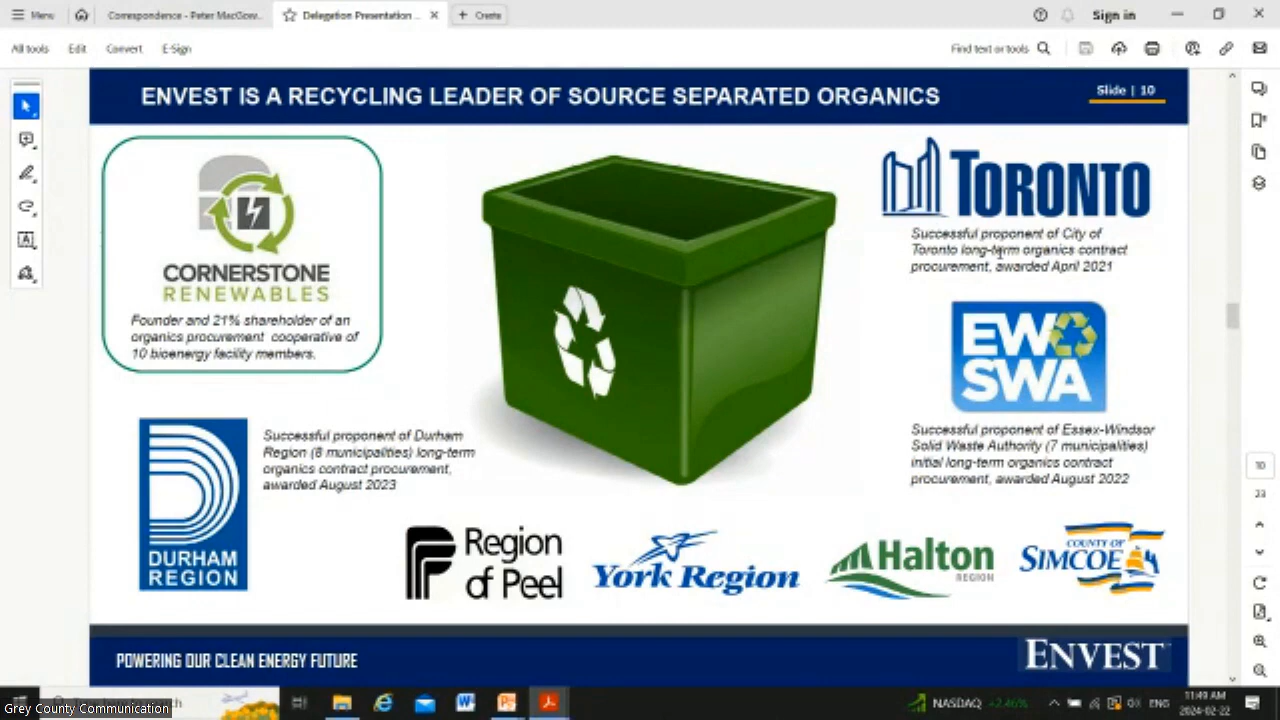 Menu
Correspondence - Peter MacGow...
Delegation Presentation ...
Create
Sign in
All tools
Edit
Convert
E-Sign
Find text or tools
ENVEST IS A RECYCLING LEADER OF SOURCE SEPARATED ORGANICS
Slide | 10
CORNERSTONE
RENEWABLES
Founder and 21% shareholder of an
organics procurement cooperative of
10 bioenergy facility members.
TORONTO
Successful proponent of City of
Toronto long-term organics contract
procurement, awarded April 2021
EW
SWA
Successful proponent of Essex-Windsor
Solid Waste Authority (7 municipalities)
initial long-term organics contract
procurement, awarded August 2022
DURHAM
REGION
Successful proponent of Durham
Region (8 municipalities) long-term
organics contract procurement,
awarded August 2023
Region
of Peel
York Region
Halton
REGION
COUNTY OF
SIMCOE
10
23
POWERING OUR CLEAN ENERGY FUTURE
ENVEST
Grey County Communication
NASDAQ +2.46%
ENG
11:49 AM
2024-02-22